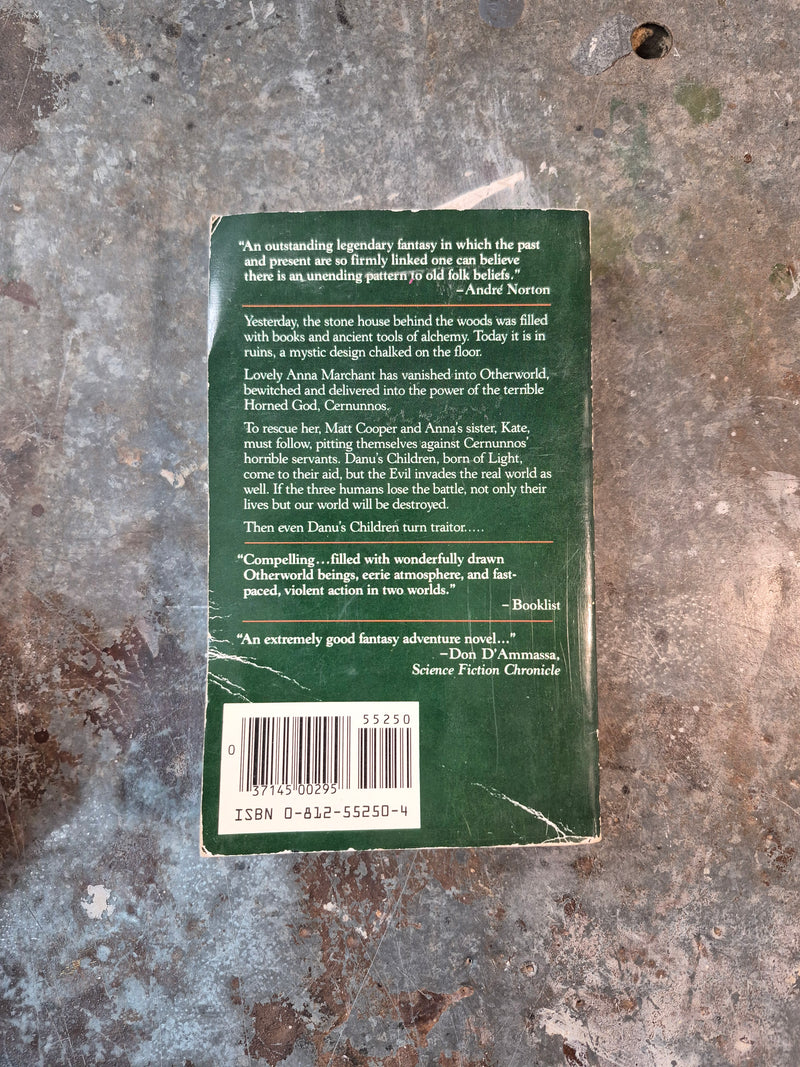 “An outstanding legendary fantasy in which the past
and present are so firmly linked one can believe
there is an unending pattern to old folk beliefs.”
–André Norton
Yesterday, the stone house behind the woods was filled
with books and ancient tools of alchemy. Today it is in
ruins, a mystic design chalked on the floor.
Lovely Anna Marchant has vanished into Otherworld,
bewitched and delivered into the power of the terrible
Horned God, Cernunnos.
To rescue her, Matt Cooper and Anna's sister, Kate,
must follow, pitting themselves against Cernunnos'
horrible servants. Danu's Children, born of Light,
come to their aid, but the Evil invades the real world as
well. If the three humans lose the battle, not only their
lives but our world will be destroyed.
Then even Danu's Children turn traitor.....
“Compelling...filled with wonderfully drawn
Otherworld beings, eerie atmosphere, and fast-
paced, violent action in two worlds.”
–Booklist
“An extremely good fantasy adventure novel...”
–Don D'Ammassa,
Science Fiction Chronicle
55250
0
37145 00295
ISBN 0-812-55250-4